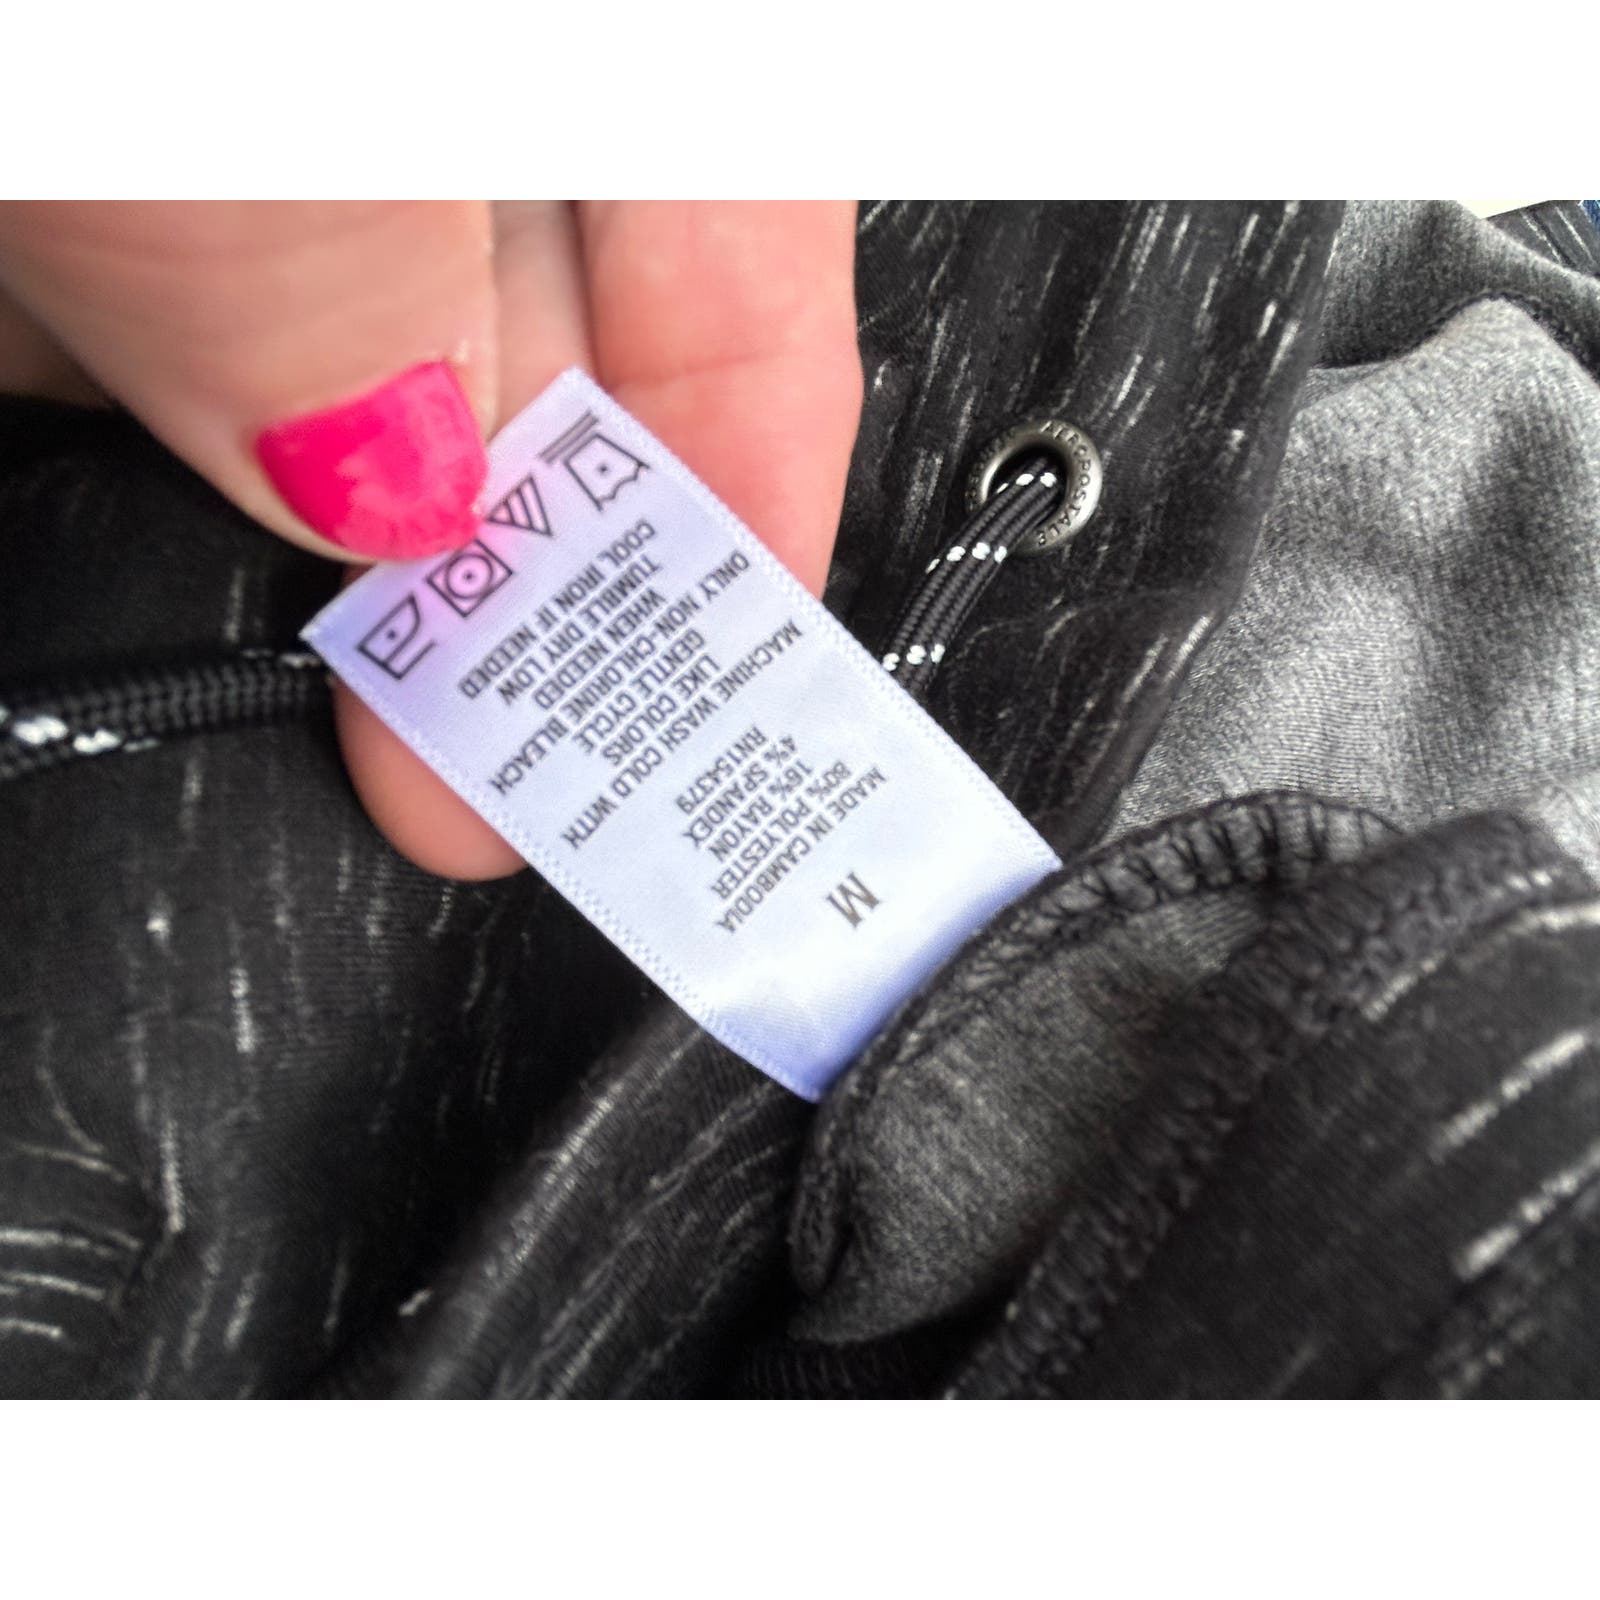 M
MADE IN CAMBODIA
80% POLYESTER
16% RAYON
4% SPANDEX
RN154379
MACHINE WASH COLD WITH
LIKE COLORS
GENTLE CYCLE
ONLY NON-CHLORINE BLEACH
WHEN NEEDED
TUMBLE DRY LOW
COOL IRON IF NEEDED
AEROPOSTALE